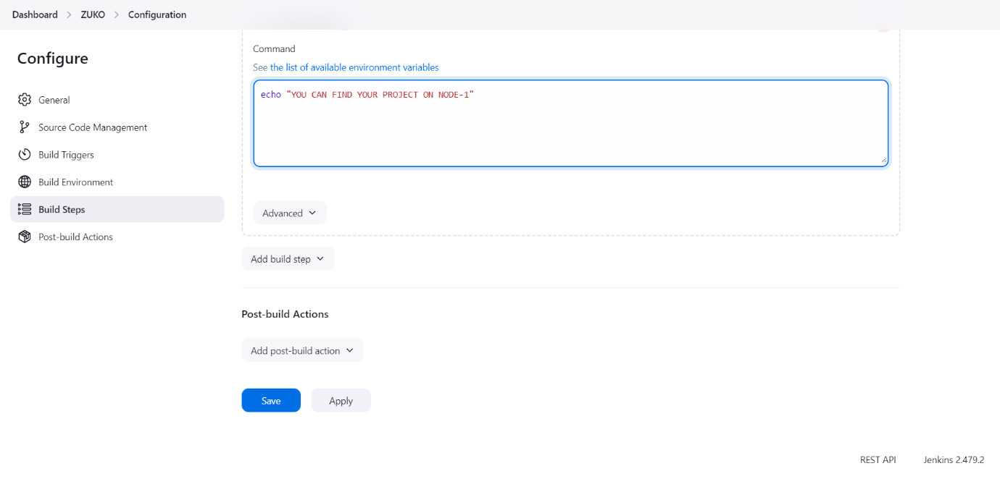 Dashboard > ZUKO > Configuration
Configure
General
Source Code Management
Build Triggers
Build Environment
Build Steps
Post-build Actions
Command
See the list of available environment variables
echo "YOU CAN FIND YOUR PROJECT ON NODE-1"
Advanced
Add build step
Post-build Actions
Add post-build action
Save Apply
REST API Jenkins 2.479.2